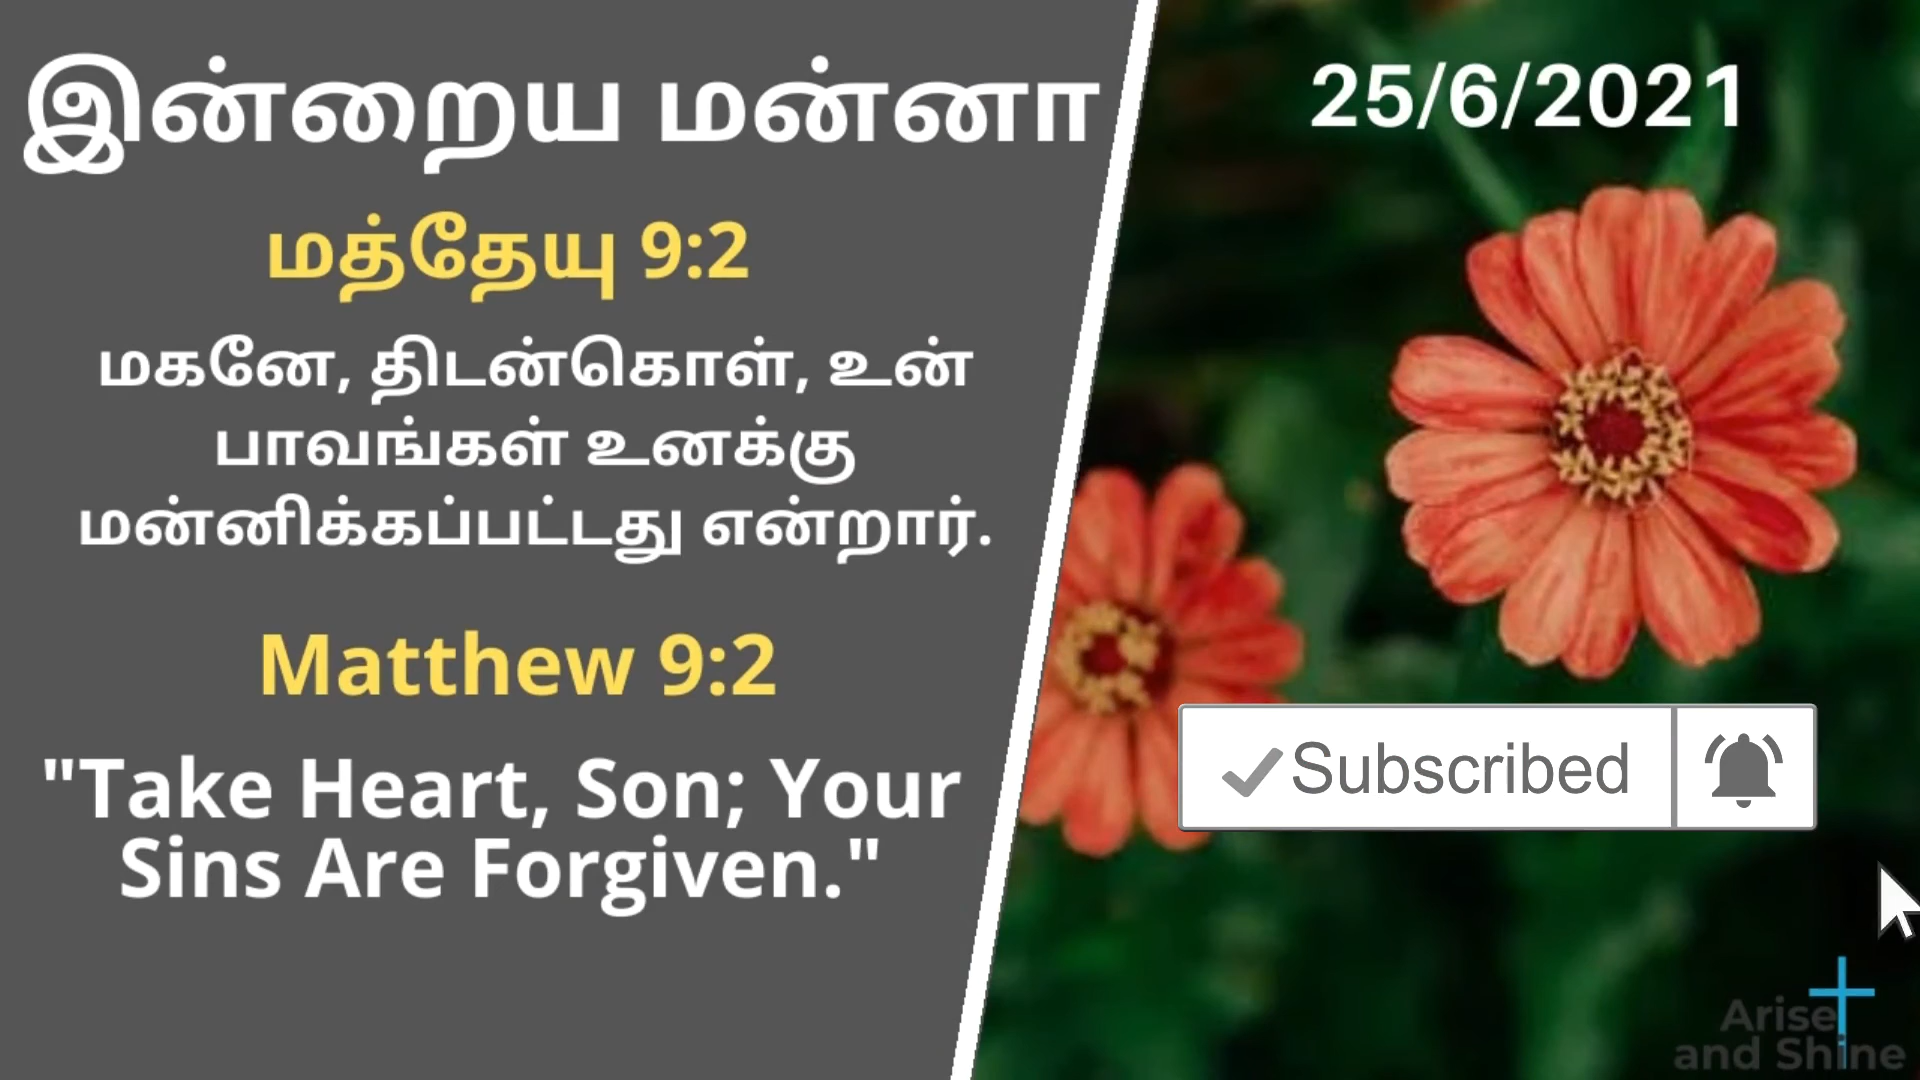 இன்றைய மன்னா
மத்தேயு 9:2
மகனே, திடன்கொள், உன்
பாவங்கள் உனக்கு
மன்னிக்கப்பட்டது என்றார்.
Matthew 9:2
"Take Heart, Son; Your
Sins Are Forgiven."
25/6/2021
Subscribed
Arise
and Shine